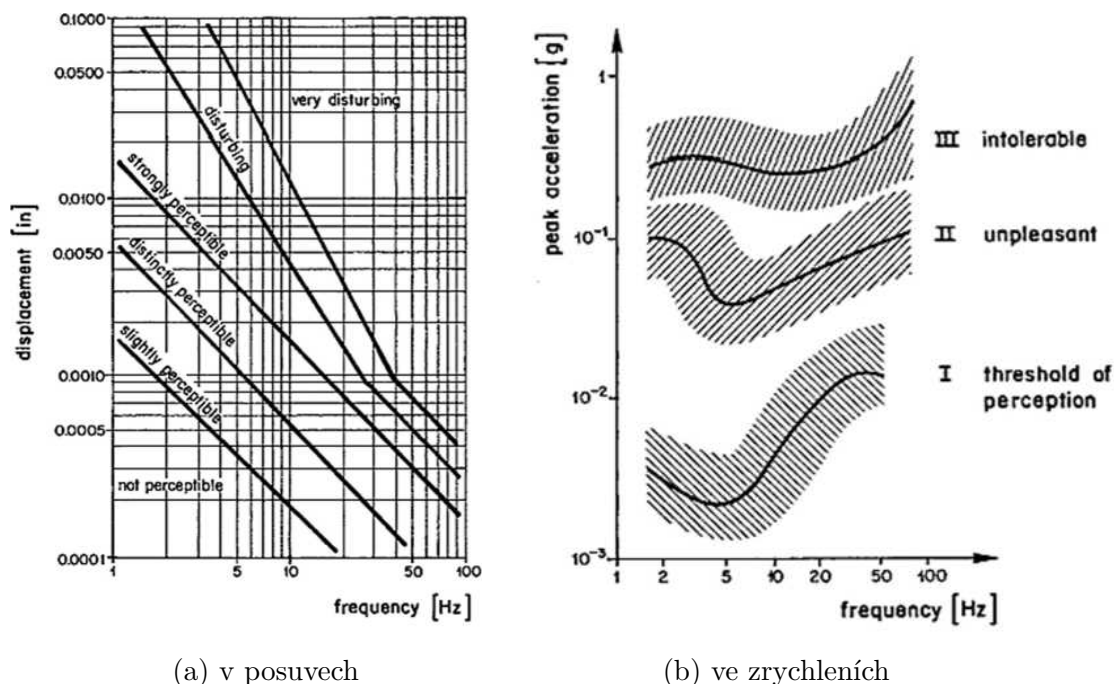 0.1000
0.0500
0.0100
0.0050
0.0010
0.0005
0.0001
displacement [in]
very disturbing
disturbing
strongly perceptible
distinctly perceptible
slightly perceptible
not perceptible
1 5 10 50 100
frequency [Hz]
(a) v posuvech
peak acceleration [g]
1
10-1
10-2
10-3
III intolerable
II unpleasant
I threshold of
perception
1 2 5 10 20 50 100
frequency [Hz]
(b) ve zrychleních